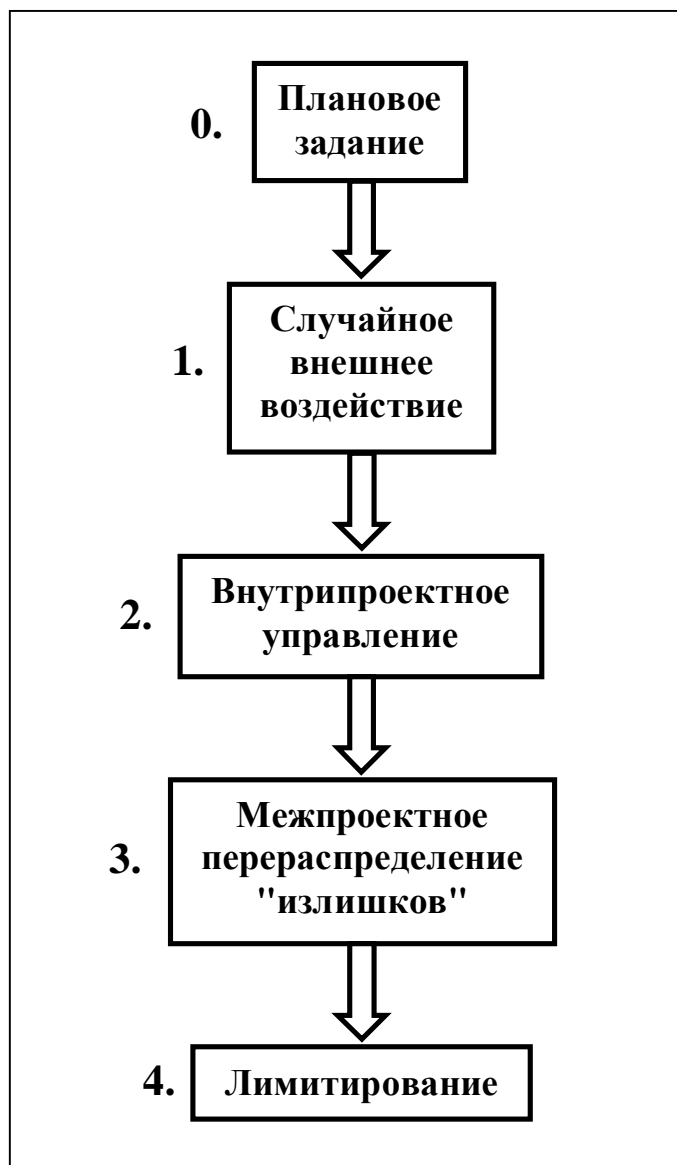 0.
Плановое
задание
1.
Случайное
внешнее
воздействие
2.
Внутрипроектное
управление
3.
Межпроектное
перераспределение
"излишков"
4.
Лимитирование